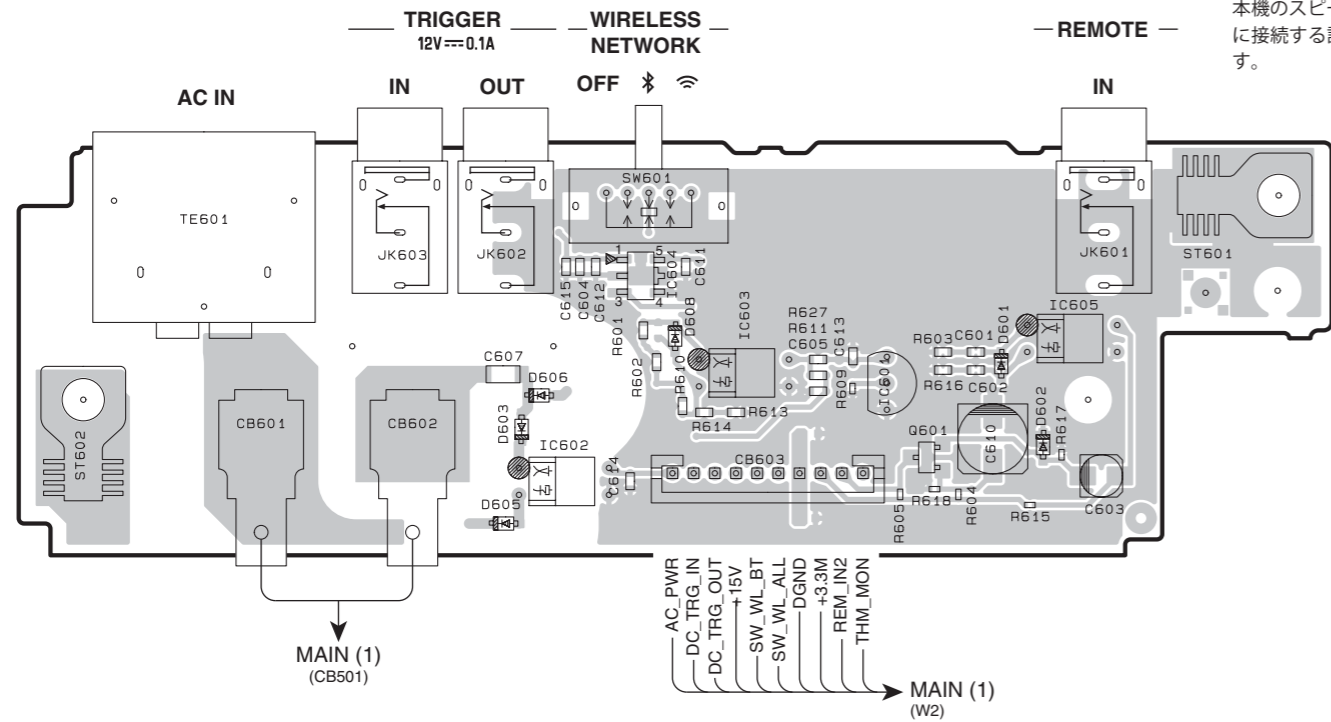 TRIGGER
12V⎓0.1A
WIRELESS
NETWORK
REMOTE
本機のスピー
に接続する
す。
AC IN
IN
OUT
OFF
IN
TE601
JK603
JK602
SW601
JK601
ST601
1
5
3
4
IC604
C611
C615
C604
C612
R601
D608
IC603
R602
R610
R614
R613
R627
R611
C605
C613
R609
IC601
R603
C601
R616
C602
D601
IC605
C607
D606
D603
CB601
CB602
ST602
IC602
C614
D605
CB603
Q601
C610
D602
R617
R605
R618
R604
R615
C603
AC_PWR
DC_TRG_IN
DC_TRG_OUT
+15V
SW_WL_BT
SW_WL_ALL
DGND
+3.3M
REM_IN2
THM_MON
MAIN (1)
(CB501)
MAIN (1)
(W2)